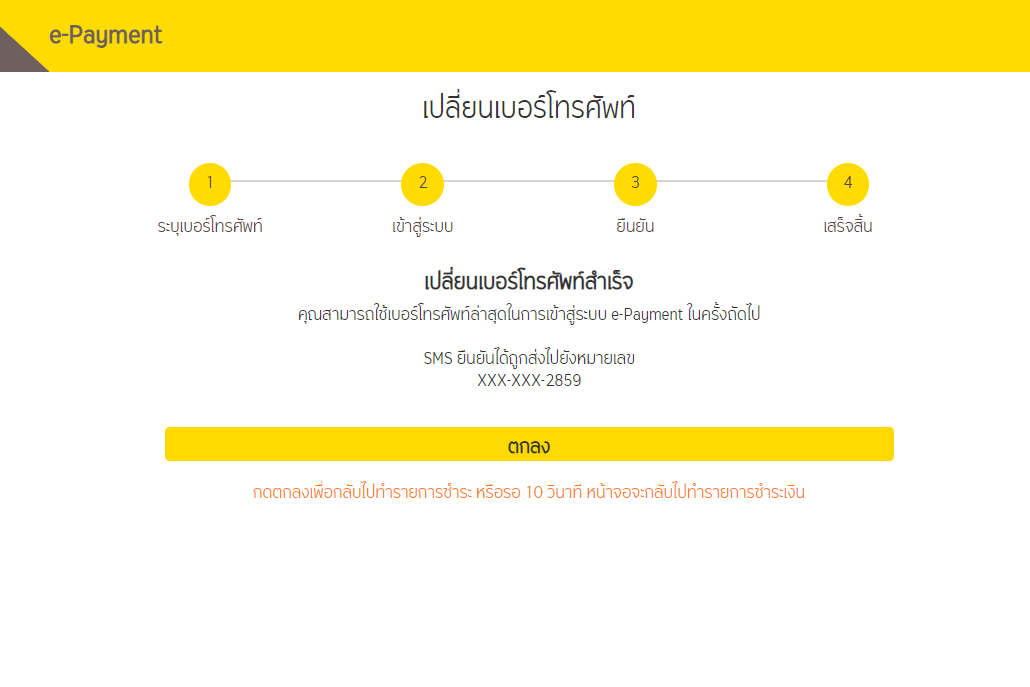 e-Payment
เปลี่ยนเบอร์โทรศัพท์
1 2 3 4
ระบุเบอร์โทรศัพท์ เข้าสู่ระบบ ยืนยัน เสร็จสิ้น
เปลี่ยนเบอร์โทรศัพท์สำเร็จ
คุณสามารถใช้เบอร์โทรศัพท์ล่าสุดในการเข้าสู่ระบบ e-Payment ในครั้งถัดไป
SMS ยืนยันได้ถูกส่งไปยังหมายเลข
XXX-XXX-2859
ตกลง
กดตกลงเพื่อกลับไปทำรายการชำระ หรือรอ 10 วินาที หน้าจอจะกลับไปทำรายการชำระเงิน